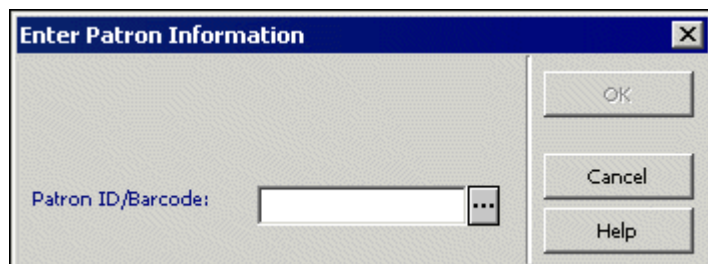 Enter Patron Information
OK
Patron ID/Barcode:
...
Cancel
Help